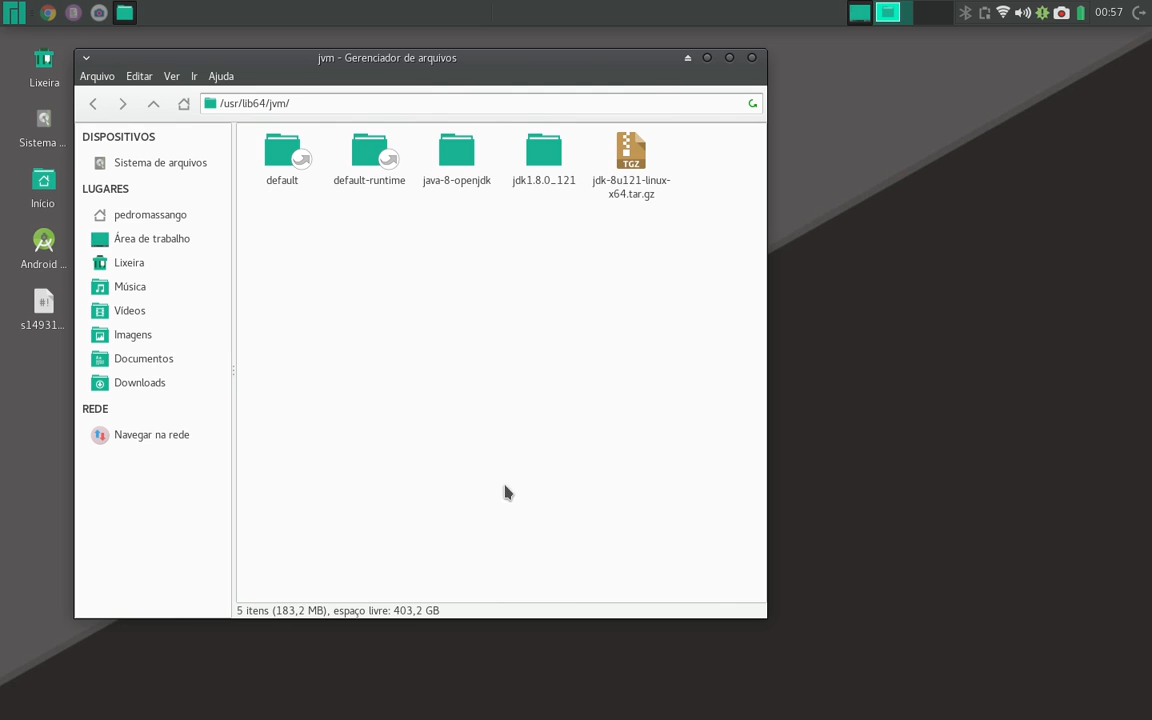 00:57
jvm - Gerenciador de arquivos
Arquivo Editar Ver Ir Ajuda
/usr/lib64/jvm/
Lixeira
Sistema ...
Início
Android ...
#!
s14931...
DISPOSITIVOS
Sistema de arquivos
LUGARES
pedromassango
Área de trabalho
Lixeira
Música
Vídeos
Imagens
Documentos
Downloads
REDE
Navegar na rede
default
default-runtime
java-8-openjdk
jdk1.8.0_121
TGZ
jdk-8u121-linux-
x64.tar.gz
5 itens (183,2 MB), espaço livre: 403,2 GB